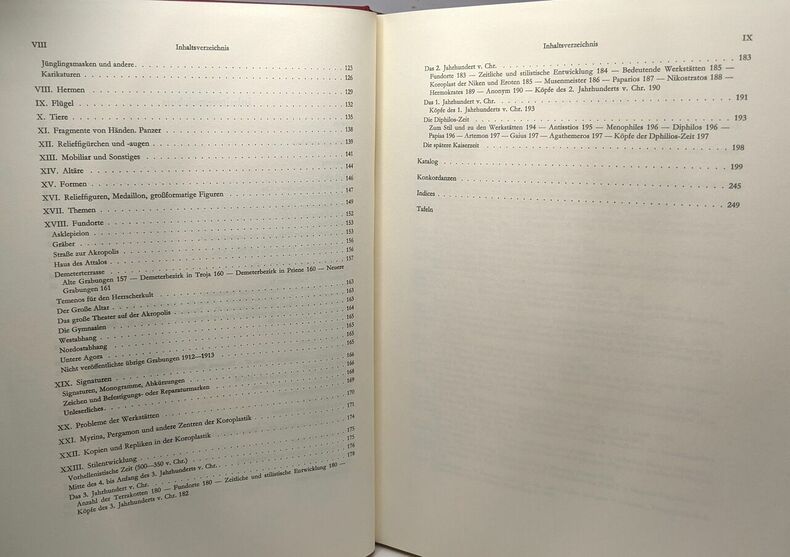 VIII
Inhaltsverzeichnis
Jünglingsmasken und andere 125
Karikaturen 126
VIII. Hermen 129
IX. Flügel 132
X. Tiere 135
XI. Fragmente von Händen. Panzer 138
XII. Relieffigürchen und -augen 139
XIII. Mobiliar und Sonstiges 141
XIV. Altäre 144
XV. Formen 146
XVI. Relieffiguren, Medaillon, großformatige Figuren 147
XVII. Themen 149
XVIII. Fundorte 152
Asklepieion 153
Gräber 153
Straße zur Akropolis 156
Haus des Attalos 156
Demeterterrasse 157
Alte Grabungen 157 — Demeterbezirk in Troja 160 — Demeterbezirk in Priene 160 — Neuere
Grabungen 161
Temenos für den Herrscherkult 163
Der Große Altar 163
Das große Theater auf der Akropolis 163
Die Gymnasien 164
Westabhang 165
Nordostabhang 165
Untere Agora 165
Nicht veröffentlichte übrige Grabungen 1912–1913 165
XIX. Signaturen 166
Signaturen, Monogramme, Abkürzungen 166
Zeichen und Befestigungs- oder Reparaturmarken 168
Unleserliches 169
XX. Probleme der Werkstätten 170
XXI. Myrina, Pergamon und andere Zentren der Koroplastik 171
XXII. Kopien und Repliken in der Koroplastik 174
XXIII. Stilentwicklung 175
Vorhellenistische Zeit (500—350 v. Chr.) 175
Mitte des 4. bis Anfang des 3. Jahrhunderts v. Chr. 176
Das 3. Jahrhundert v. Chr. 178
Anzahl der Terrakotten 180 — Fundorte 180 — Zeitliche und stilistische Entwicklung 180 —
Köpfe des 3. Jahrhunderts v. Chr. 182
Inhaltsverzeichnis
IX
Das 2. Jahrhundert v. Chr. 183
Fundorte 183 — Zeitliche und stilistische Entwicklung 184 — Bedeutende Werkstätten 185 —
Koroplast der Niken und Eroten 185 — Musenmeister 186 — Paparios 187 — Nikostratos 188 —
Hermokrates 189 — Anonym 190 — Köpfe des 2. Jahrhunderts v. Chr. 190
Das 1. Jahrhundert v. Chr. 191
Köpfe des 1. Jahrhunderts v. Chr. 193
Die Diphilos-Zeit 193
Zum Stil und zu den Werkstätten 194 — Antisstios 195 — Menophiles 196 — Diphilos 196 —
Papias 196 — Artemon 197 — Gaius 197 — Agathemeros 197 — Köpfe der Dphilios-Zeit 197
Die spätere Kaiserzeit 198
Katalog 199
Konkordanzen 245
Indices 249
Tafeln